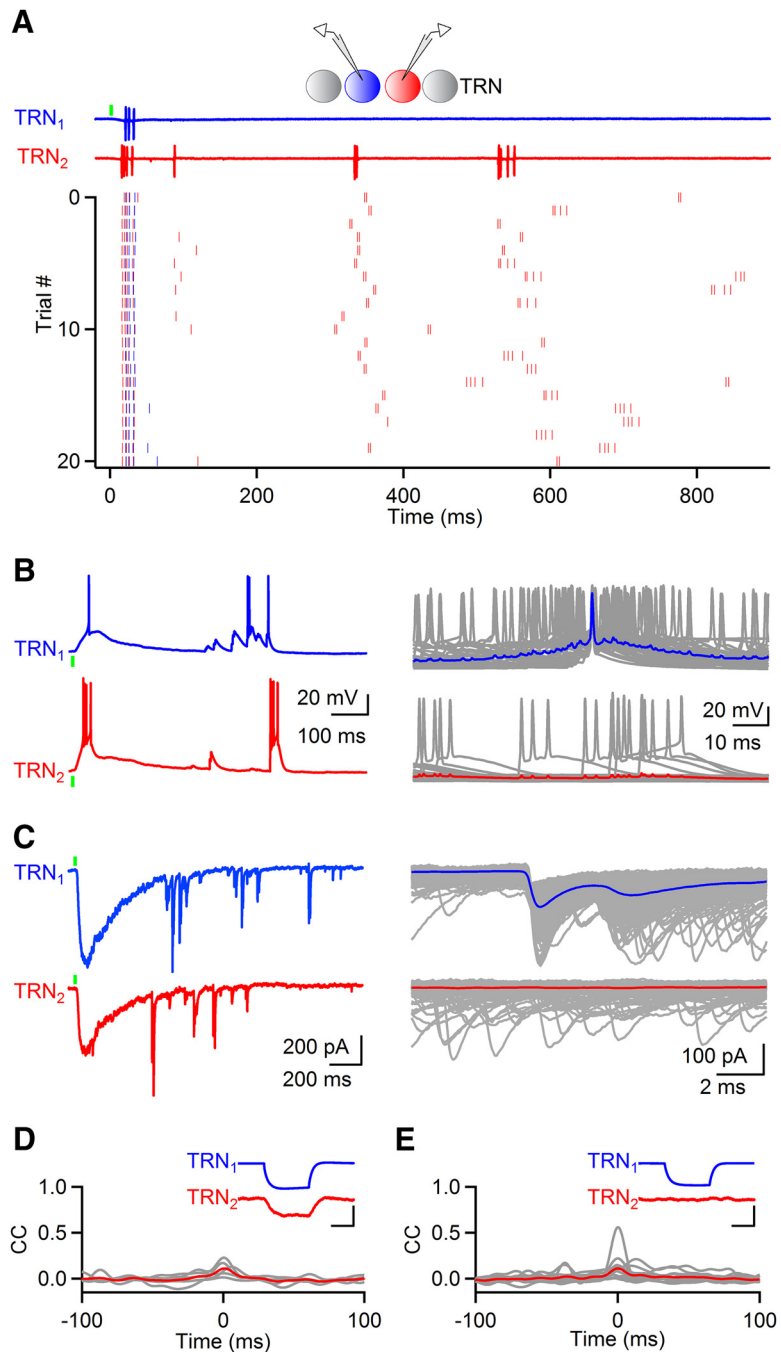 A
TRN
TRN1
TRN2
0
10
20
Trial #
0 200 400 600 800
Time (ms)
B
TRN1
TRN2
20 mV
100 ms
20 mV
10 ms
C
TRN1
TRN2
200 pA
200 ms
100 pA
2 ms
D
TRN1
TRN2
1.0
0.5
0.0
CC
-100 0 100
Time (ms)
E
TRN1
TRN2
1.0
0.5
0.0
CC
-100 0 100
Time (ms)